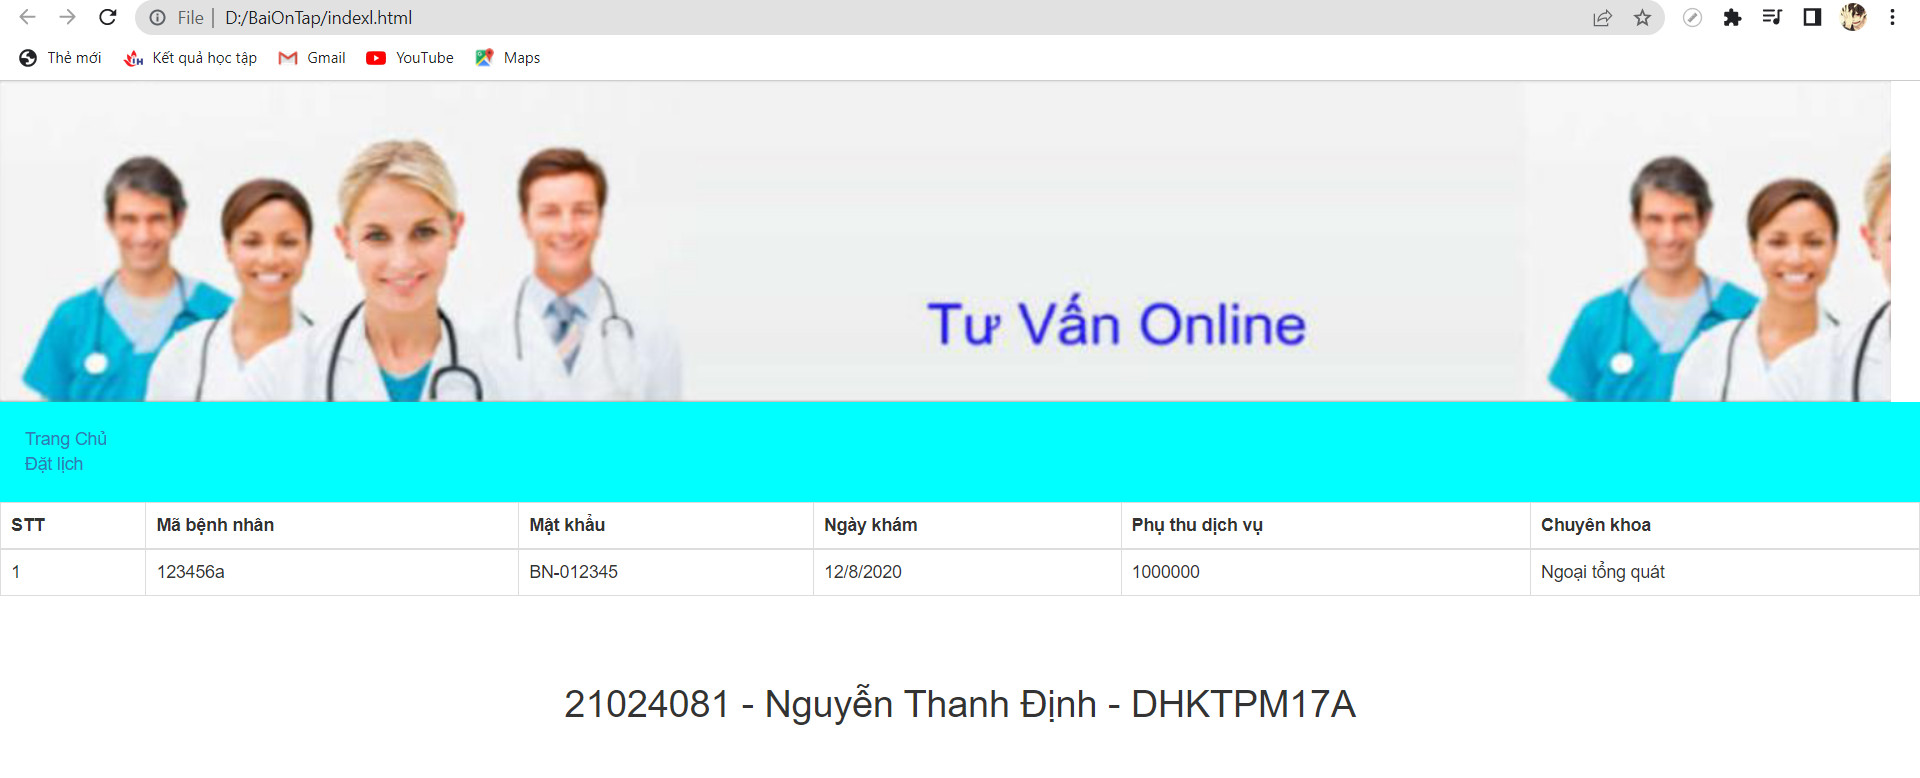 File | D:/BaiOnTap/indexl.html
Thẻ mới Kết quả học tập Gmail YouTube Maps
Tư Vấn Online
Trang Chủ
Đặt lịch
STT Mã bệnh nhân Mật khẩu Ngày khám Phụ thu dịch vụ Chuyên khoa
1 123456a BN-012345 12/8/2020 1000000 Ngoại tổng quát
21024081 - Nguyễn Thanh Định - DHKTPM17A